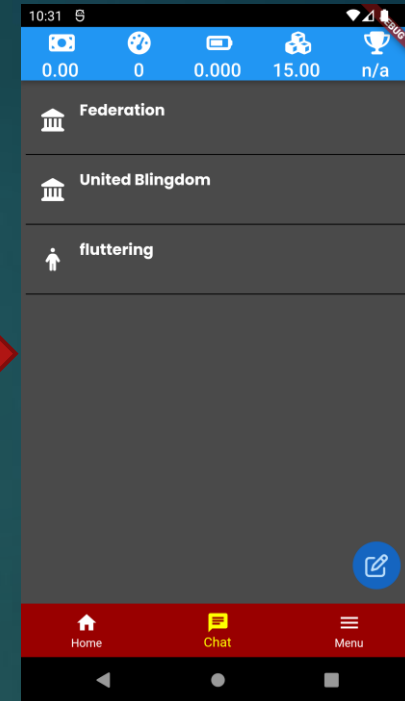 10:31
DEBUG
0.00 0 0.000 15.00 n/a
Federation
United Blingdom
fluttering
Home Chat Menu